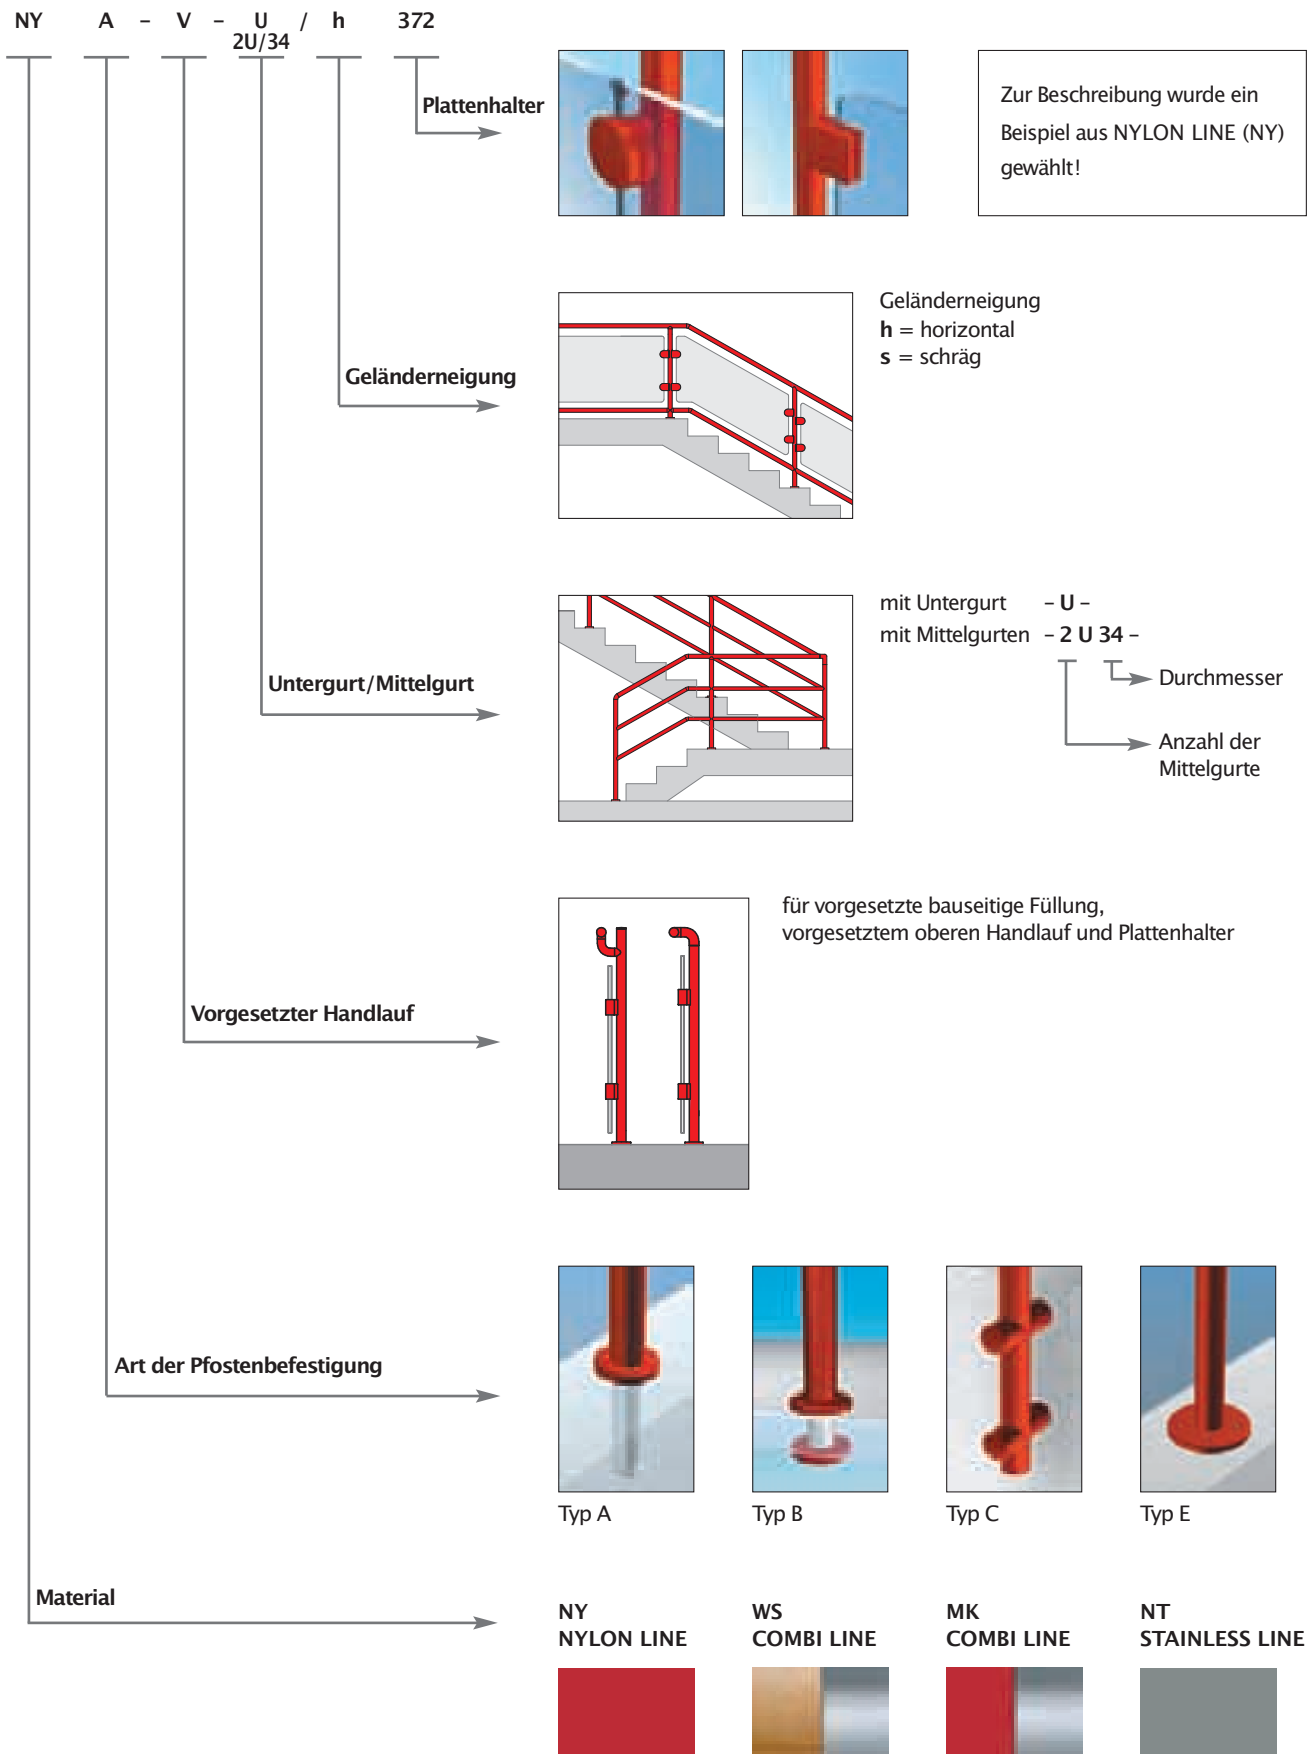 NY A – V – U / h 372
2U/34
Plattenhalter
Zur Beschreibung wurde ein
Beispiel aus NYLON LINE (NY)
gewählt!
Geländerneigung
Geländerneigung
h = horizontal
s = schräg
Untergurt/Mittelgurt
mit Untergurt – U –
mit Mittelgurten – 2 U 34 –
Durchmesser
Anzahl der
Mittelgurte
Vorgesetzter Handlauf
für vorgesetzte bauseitige Füllung,
vorgesetztem oberen Handlauf und Plattenhalter
Art der Pfostenbefestigung
Typ A Typ B Typ C Typ E
Material
NY WS MK NT
NYLON LINE COMBI LINE COMBI LINE STAINLESS LINE